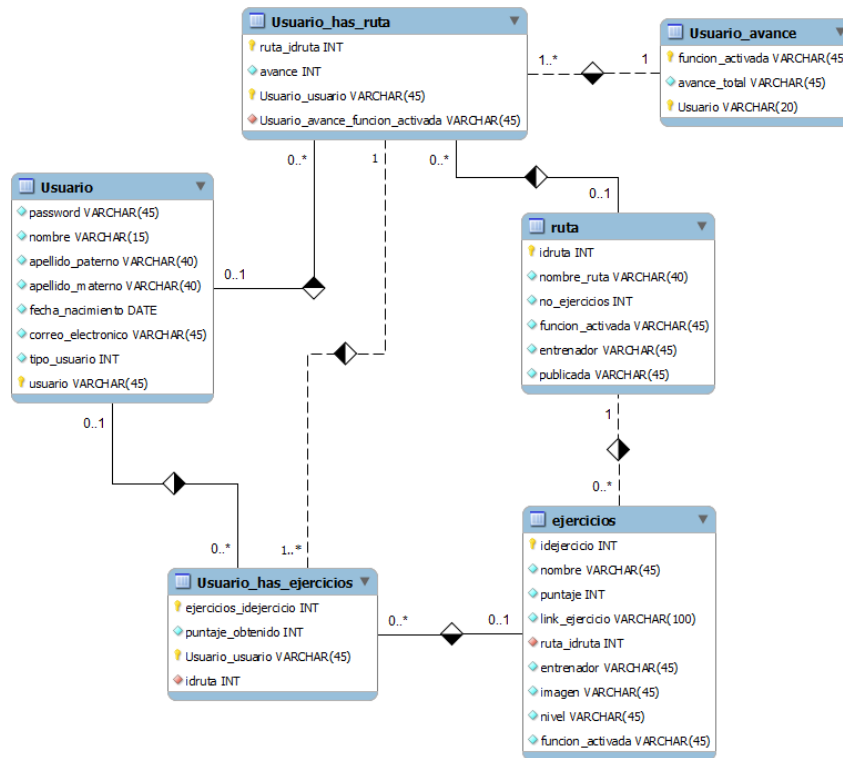 Usuario_has_ruta
ruta_idruta INT
avance INT
Usuario_usuario VARCHAR(45)
Usuario_avance_funcion_activada VARCHAR(45)
Usuario_avance
funcion_activada VARCHAR(45
avance_total VARCHAR(45)
Usuario VARCHAR(20)
1..*
1
0..*
1
0..*
0..1
Usuario
password VARCHAR(45)
nombre VARCHAR(15)
apellido_paterno VARCHAR(40)
apellido_materno VARCHAR(40)
fecha_nacimiento DATE
correo_electronico VARCHAR(45)
tipo_usuario INT
usuario VARCHAR(45)
0..1
ruta
idruta INT
nombre_ruta VARCHAR(40)
no_ejercicios INT
funcion_activada VARCHAR(45)
entrenador VARCHAR(45)
publicada VARCHAR(45)
0..1
1
0..*
0..*
1..*
Usuario_has_ejercicios
ejercicios_idejercicio INT
puntaje_obtenido INT
Usuario_usuario VARCHAR(45)
idruta INT
0..*
0..1
ejercicios
idejercicio INT
nombre VARCHAR(45)
puntaje INT
link_ejercicio VARCHAR(100)
ruta_idruta INT
entrenador VARCHAR(45)
imagen VARCHAR(45)
nivel VARCHAR(45)
funcion_activada VARCHAR(45)